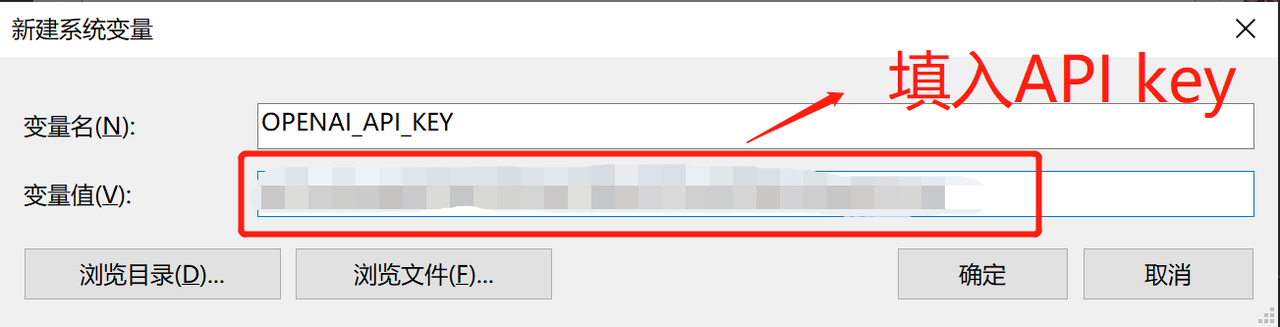 新建系统变量
填入API key
变量名(N):
OPENAI_API_KEY
变量值(V):
浏览目录(D)...
浏览文件(F)...
确定
取消